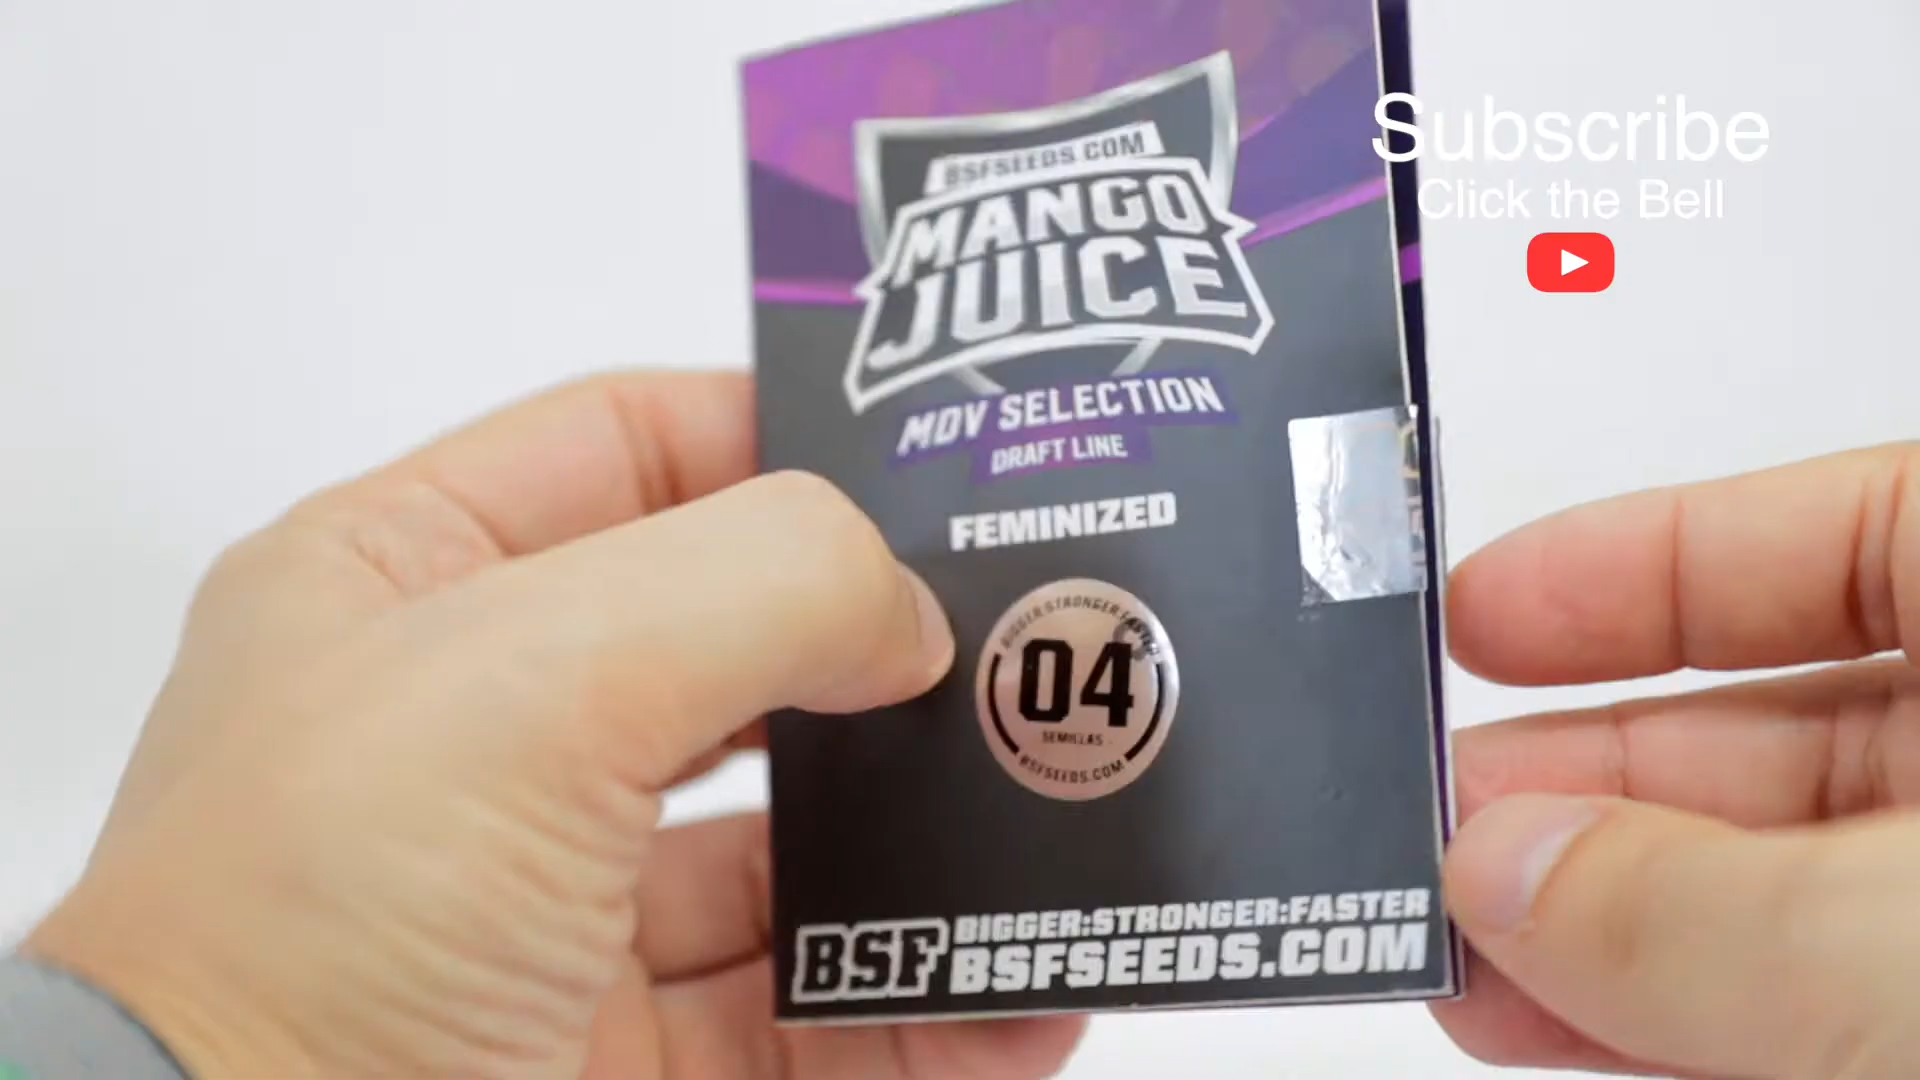 BSFSEEDS.COM
MANGO
JUICE
MDV SELECTION
DRAFT LINE
FEMINIZED
BIGGER:STRONGER:FASTER
04
SEMILLAS
BSFSEEDS.COM
BSF
BIGGER:STRONGER:FASTER
BSFSEEDS.COM
Subscribe
Click the Bell